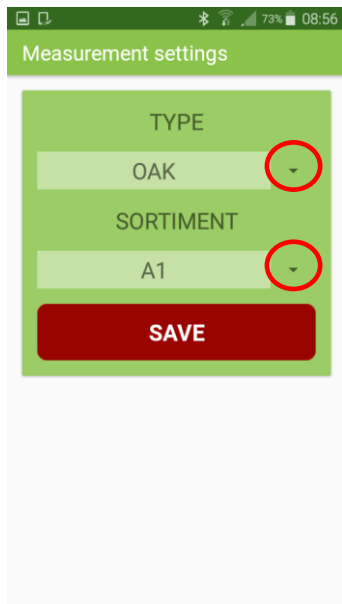 73% 08:56
Measurement settings
TYPE
OAK
SORTIMENT
A1
SAVE